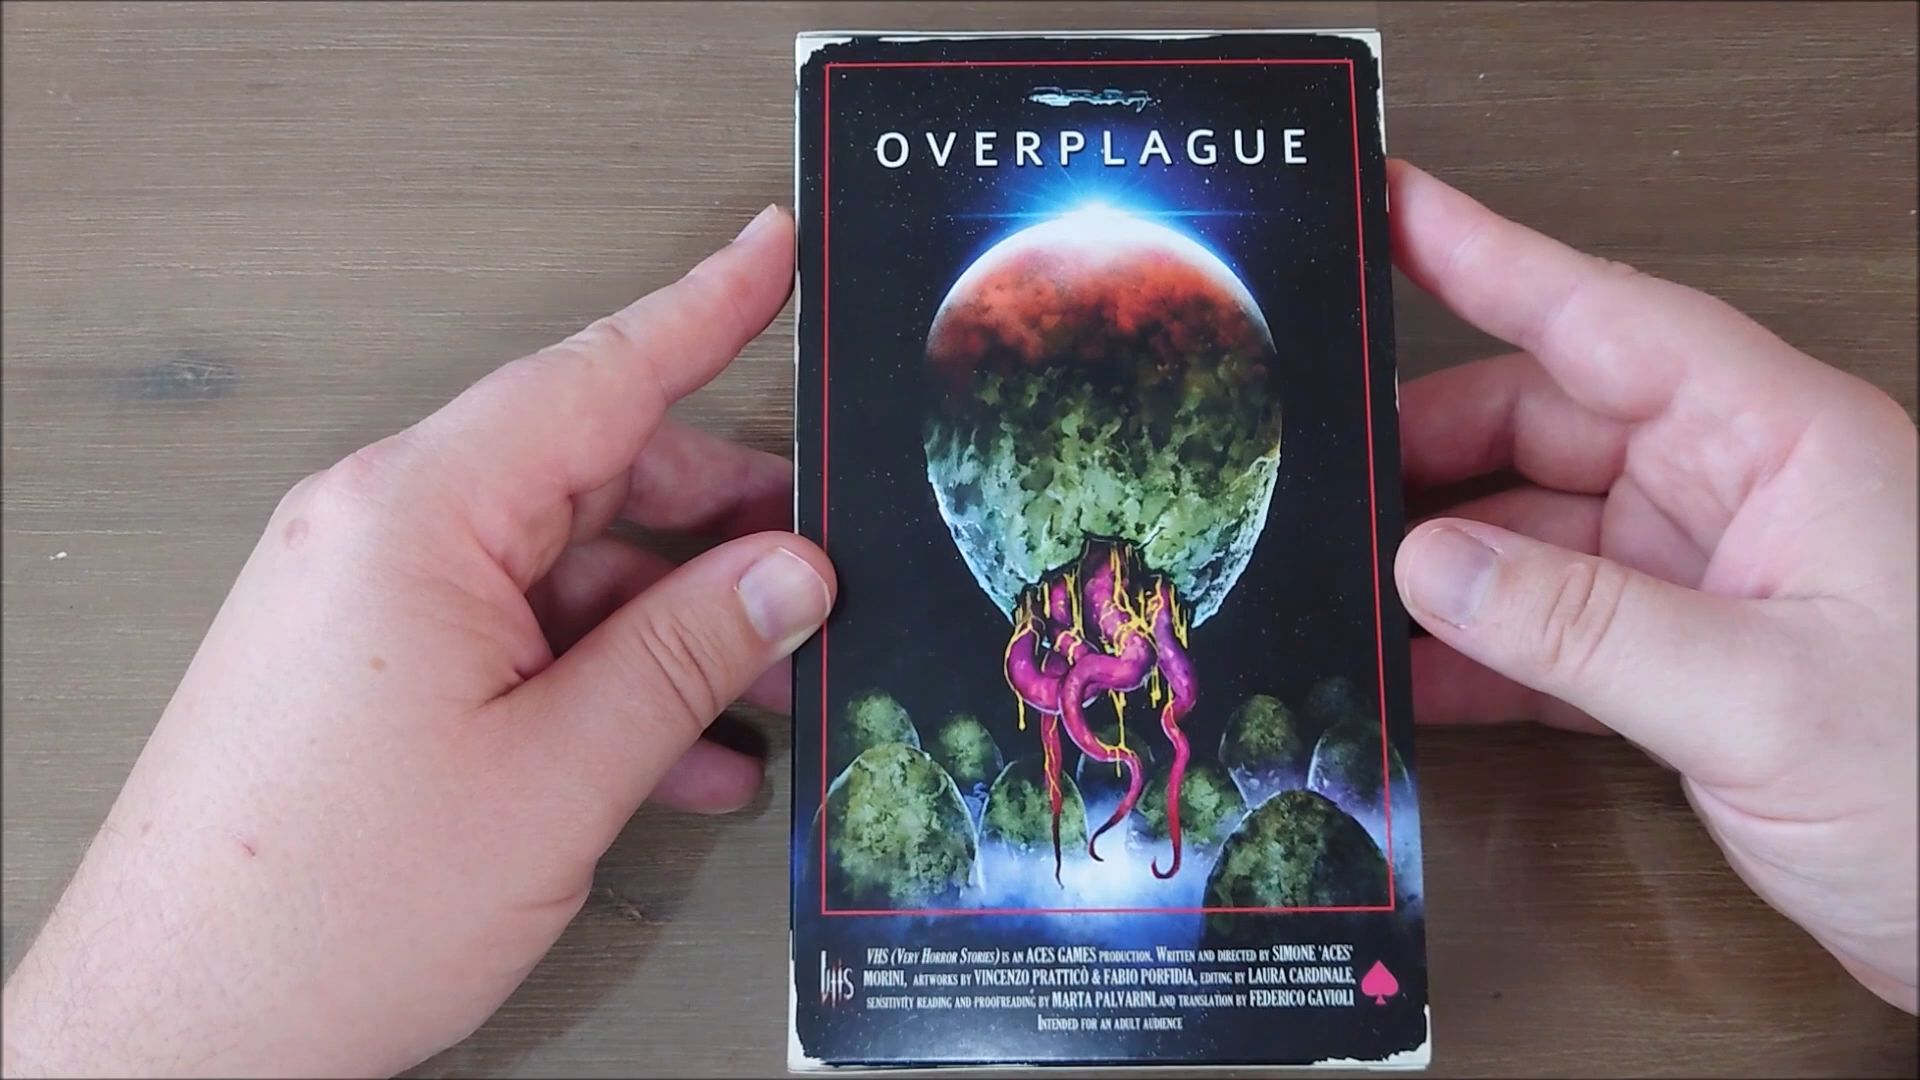 OVERPLAGUE
VHS (VERY HORROR STORIES) IS AN ACES GAMES PRODUCTION. WRITTEN AND DIRECTED BY SIMONE 'ACES'
MORINI, ARTWORKS BY VINCENZO PRATTICÒ & FABIO PORFIDIA, EDITING BY LAURA CARDINALE,
SENSITIVITY READING AND PROOFREADING BY MARTA PALVARINI AND TRANSLATION BY FEDERICO GAVIOLI
INTENDED FOR AN ADULT AUDIENCE
VHS